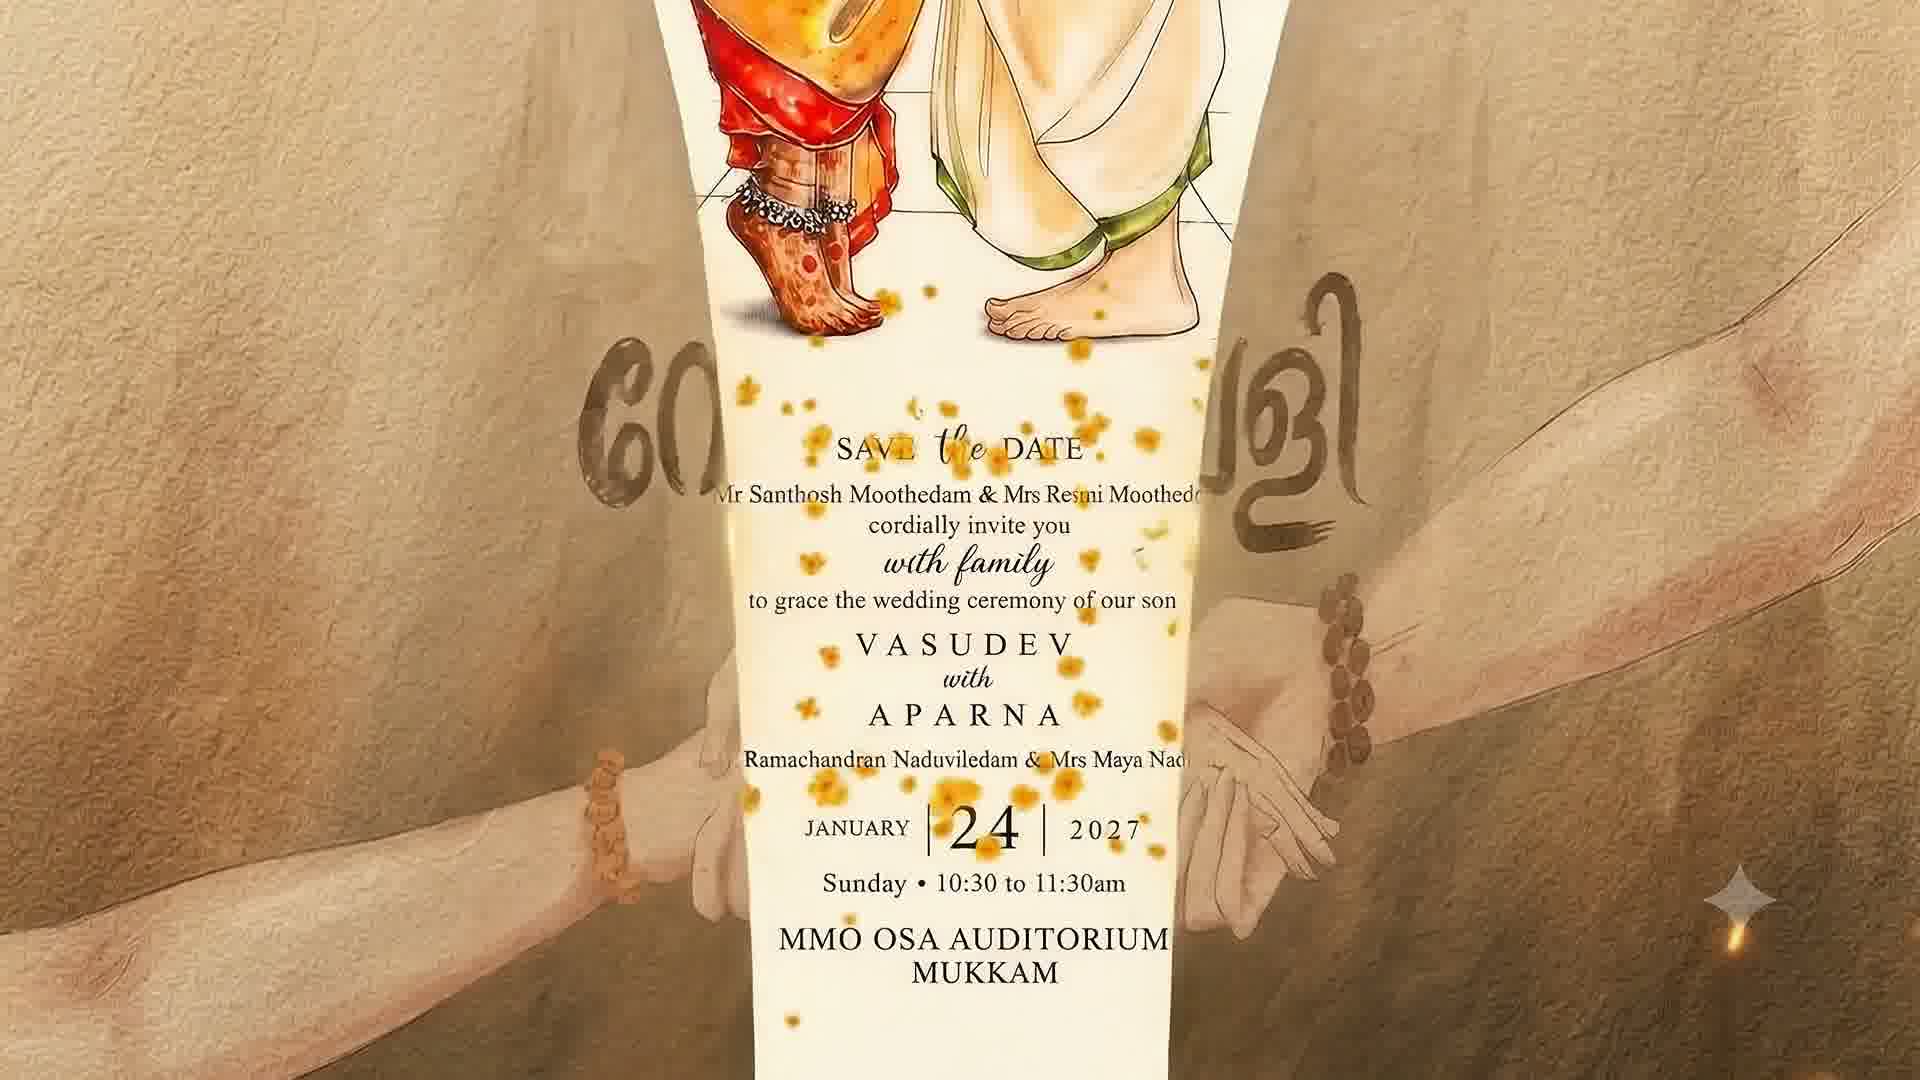 SAVE the DATE
Mr Santhosh Moothedam & Mrs Resmi
cordially invite you
with family
to grace the wedding ceremony of our son
VASUDEV
with
APARNA
Ramachandran Naduviledam & Mrs Maya
JANUARY | 24 | 2027
Sunday • 10:30 to 11:30am
MMO OSA AUDITORIUM
MUKKAM